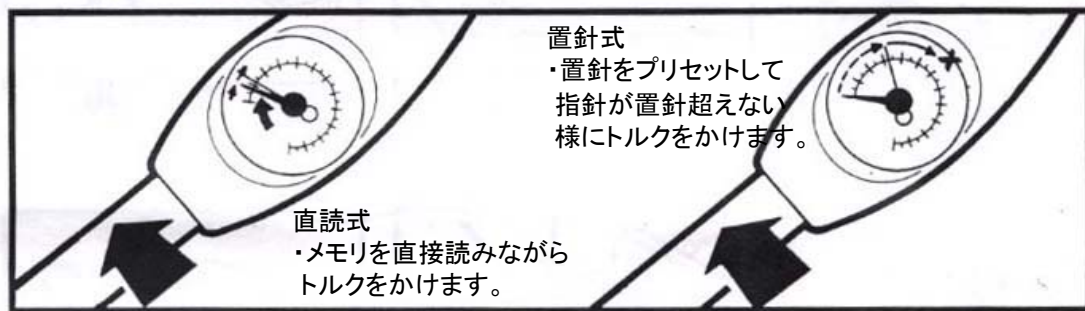 直読式
・メモリを直接読みながら
トルクをかけます。
置針式
・置針をプリセットして
指針が置針超えない
様にトルクをかけます。